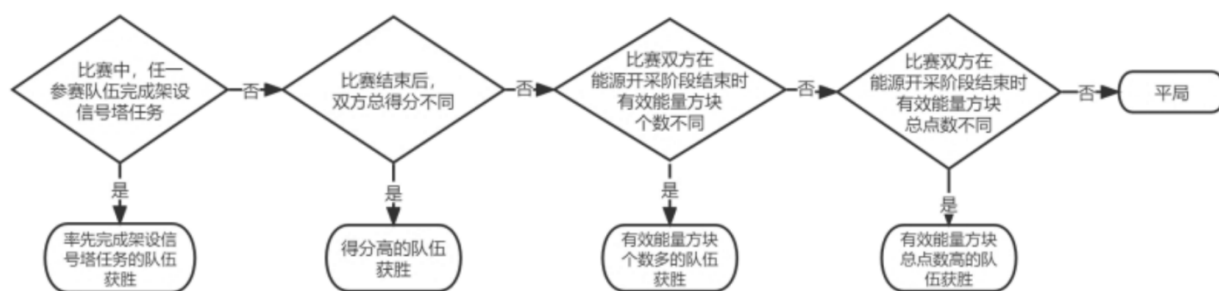 比赛中，任一
参赛队伍完成架设
信号塔任务
否
比赛结束后，
双方总得分不同
否
比赛双方在
能源开采阶段结束时
有效能量方块
个数不同
否
比赛双方在
能源开采阶段结束时
有效能量方块
总点数不同
否
平局
是
是
是
是
率先完成架设信
号塔任务的队伍
获胜
得分高的队伍
获胜
有效能量方块
个数多的队伍
获胜
有效能量方块
总点数高的队
伍获胜